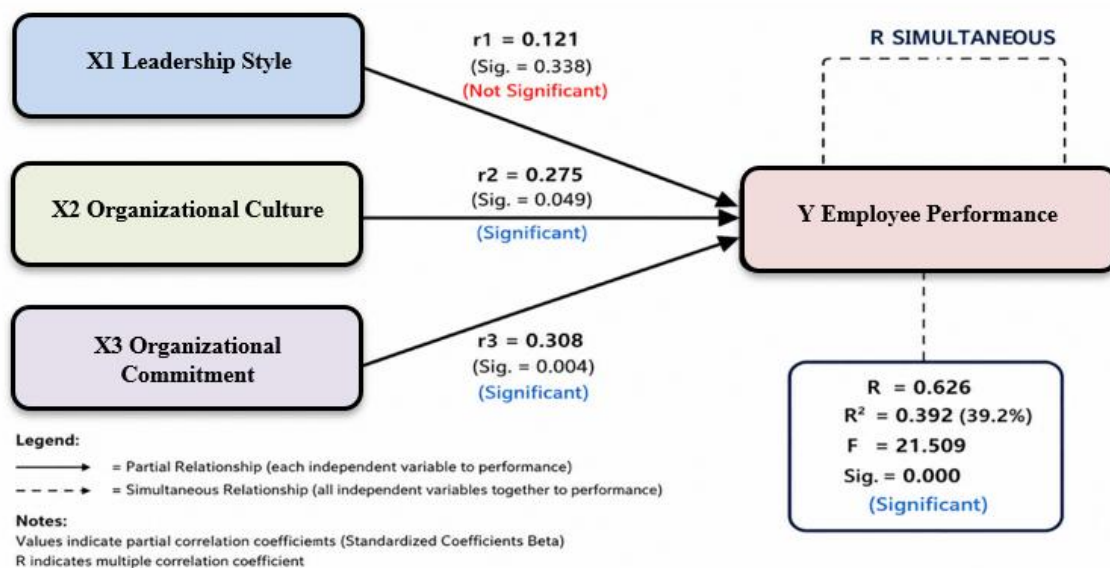 X1 Leadership Style
r1 = 0.121
(Sig. = 0.338)
(Not Significant)
R SIMULTANEOUS
X2 Organizational Culture
r2 = 0.275
(Sig. = 0.049)
(Significant)
Y Employee Performance
X3 Organizational
Commitment
r3 = 0.308
(Sig. = 0.004)
(Significant)
R = 0.626
R² = 0.392 (39.2%)
F = 21.509
Sig. = 0.000
(Significant)
Legend:
= Partial Relationship (each independent variable to performance)
= Simultaneous Relationship (all independent variables together to performance)
Notes:
Values indicate partial correlation coefficiemts (Standardized Coefficients Beta)
R indicates multiple correlation coefficient